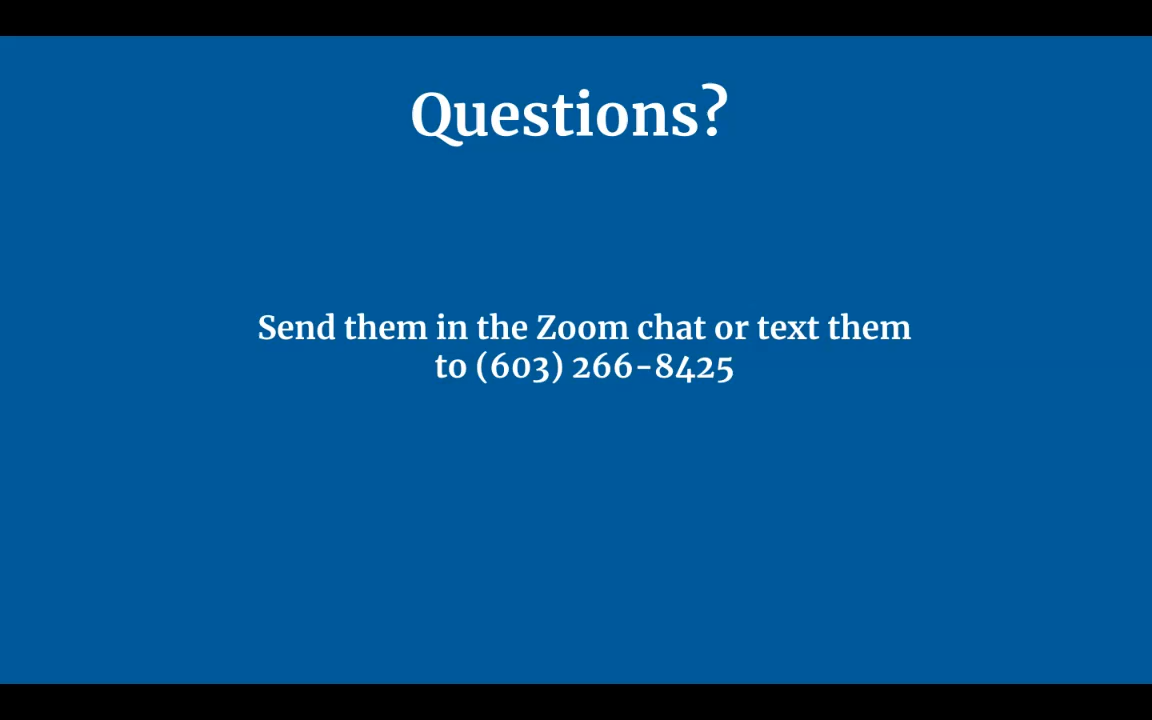 Questions?
Send them in the Zoom chat or text them
to (603) 266-8425